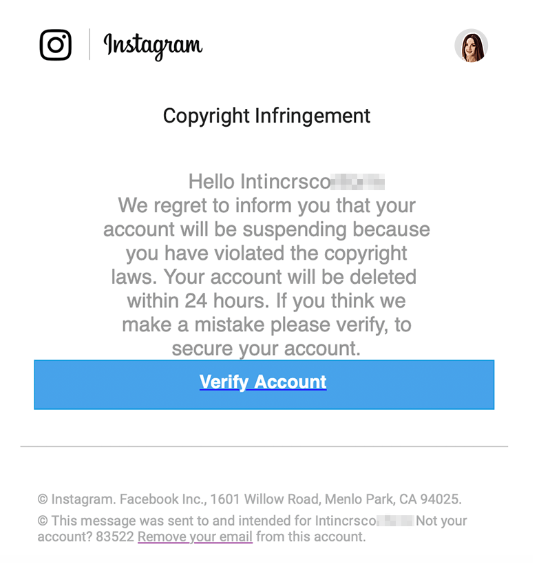 Instagram
Copyright Infringement
Hello Intincrsco
We regret to inform you that your
account will be suspending because
you have violated the copyright
laws. Your account will be deleted
within 24 hours. If you think we
make a mistake please verify, to
secure your account.
Verify Account
© Instagram. Facebook Inc., 1601 Willow Road, Menlo Park, CA 94025.
© This message was sent to and intended for Intincrsco Not your
account? 83522 Remove your email from this account.